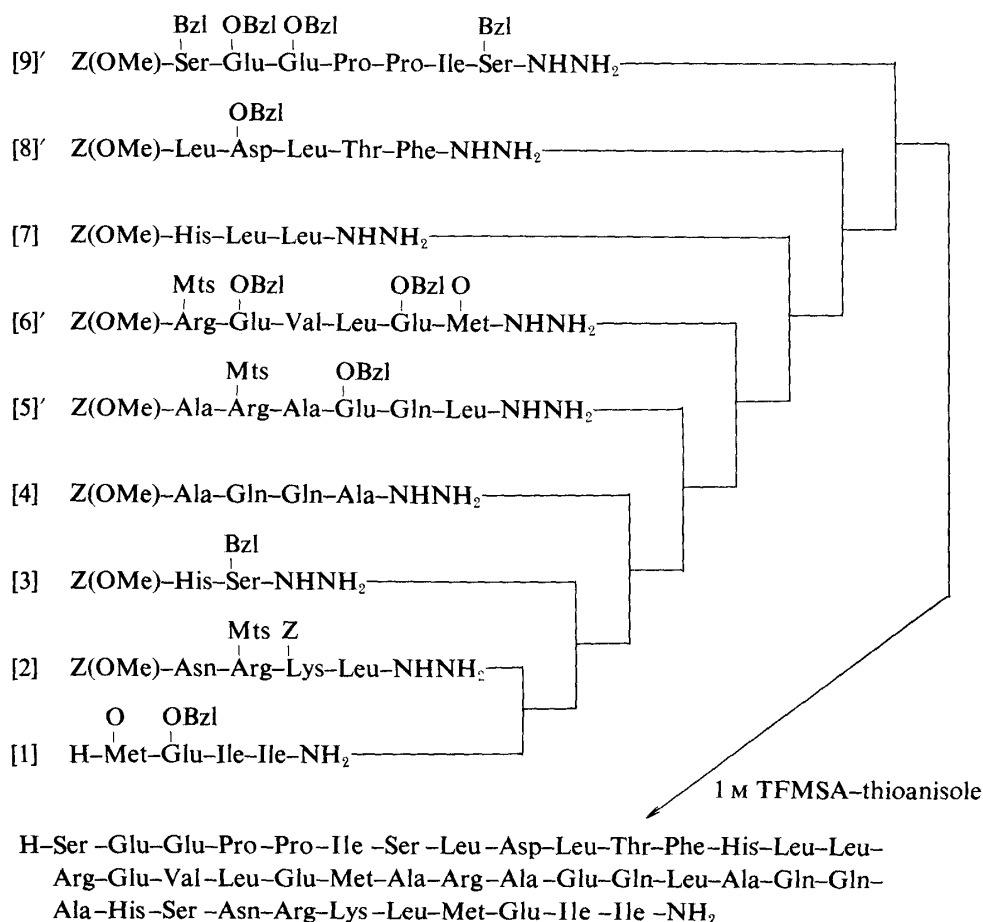 Bzl OBzl OBzl Bzl
[9]′ Z(OMe)–Ser–Glu–Glu–Pro–Pro–Ile–Ser–NHNH₂
OBzl
[8]′ Z(OMe)–Leu–Asp–Leu–Thr–Phe–NHNH₂
[7] Z(OMe)–His–Leu–Leu–NHNH₂
Mts OBzl OBzl O
[6]′ Z(OMe)–Arg–Glu–Val–Leu–Glu–Met–NHNH₂
Mts OBzl
[5]′ Z(OMe)–Ala–Arg–Ala–Glu–Gln–Leu–NHNH₂
[4] Z(OMe)–Ala–Gln–Gln–Ala–NHNH₂
Bzl
[3] Z(OMe)–His–Ser–NHNH₂
Mts Z
[2] Z(OMe)–Asn–Arg–Lys–Leu–NHNH₂
O OBzl
[1] H–Met–Glu–Ile–Ile–NH₂
1 M TFMSA–thioanisole
H–Ser–Glu–Glu–Pro–Pro–Ile–Ser–Leu–Asp–Leu–Thr–Phe–His–Leu–Leu–
Arg–Glu–Val–Leu–Glu–Met–Ala–Arg–Ala–Glu–Gln–Leu–Ala–Gln–Gln–
Ala–His–Ser–Asn–Arg–Lys–Leu–Met–Glu–Ile–Ile–NH₂